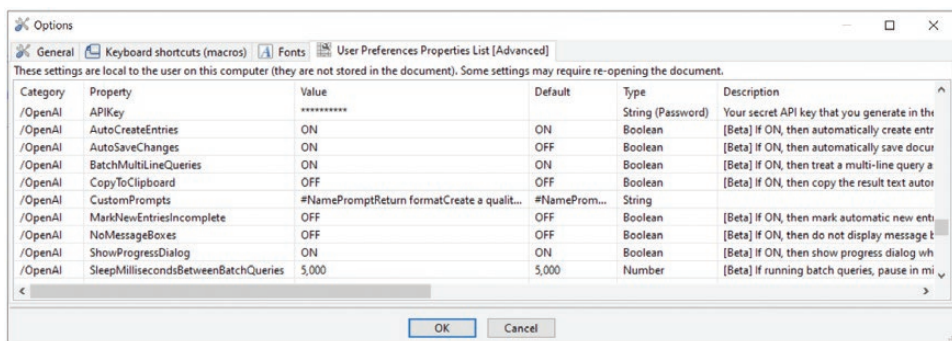 Options
General Keyboard shortcuts (macros) Fonts User Preferences Properties List [Advanced]
These settings are local to the user on this computer (they are not stored in the document). Some settings may require re-opening the document.
Category Property Value Default Type Description
/OpenAI APIKey ********** String (Password) Your secret API key that you generate in the
/OpenAI AutoCreateEntries ON ON Boolean [Beta] If ON, then automatically create entr
/OpenAI AutoSaveChanges ON OFF Boolean [Beta] If ON, then automatically save docur
/OpenAI BatchMultiLineQueries ON ON Boolean [Beta] If ON, then treat a multi-line query a
/OpenAI CopyToClipboard OFF OFF Boolean [Beta] If ON, then copy the result text autor
/OpenAI CustomPrompts #NamePromptReturn formatCreate a qualit... #NameProm... String
/OpenAI MarkNewEntriesIncomplete OFF OFF Boolean [Beta] If ON, then mark automatic new entr
/OpenAI NoMessageBoxes OFF OFF Boolean [Beta] If ON, then do not display message b
/OpenAI ShowProgressDialog ON ON Boolean [Beta] If ON, then show progress dialog wh
/OpenAI SleepMillisecondsBetweenBatchQueries 5,000 5,000 Number [Beta] If running batch queries, pause in mi
OK Cancel